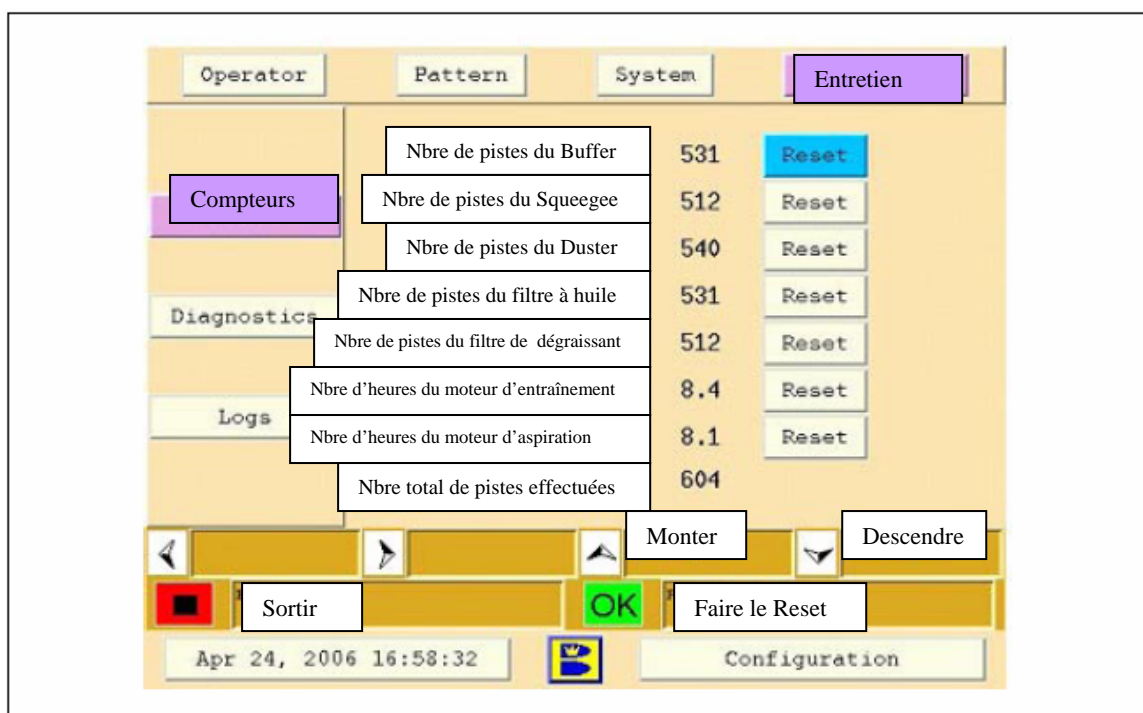 Operator Pattern System Entretien
Nbre de pistes du Buffer 531 Reset
Compteurs Nbre de pistes du Squeegee 512 Reset
Nbre de pistes du Duster 540 Reset
Nbre de pistes du filtre à huile 531 Reset
Diagnostics
Nbre de pistes du filtre de dégraissant 512 Reset
Nbre d’heures du moteur d’entraînement 8.4 Reset
Logs
Nbre d’heures du moteur d’aspiration 8.1 Reset
Nbre total de pistes effectuées 604
Monter Descendre
Sortir OK Faire le Reset
Apr 24, 2006 16:58:32 B Configuration